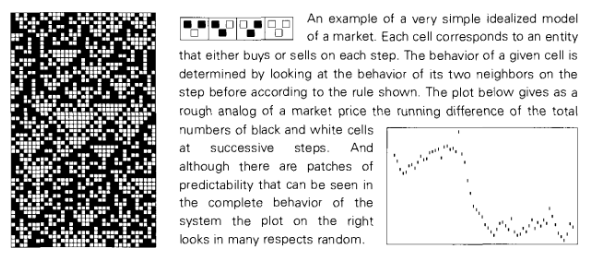 An example of a very simple idealized model
of a market. Each cell corresponds to an entity
that either buys or sells on each step. The behavior of a given cell is
determined by looking at the behavior of its two neighbors on the
step before according to the rule shown. The plot below gives as a
rough analog of a market price the running difference of the total
numbers of black and white cells
at successive steps. And
although there are patches of
predictability that can be seen in
the complete behavior of the
system the plot on the right
looks in many respects random.